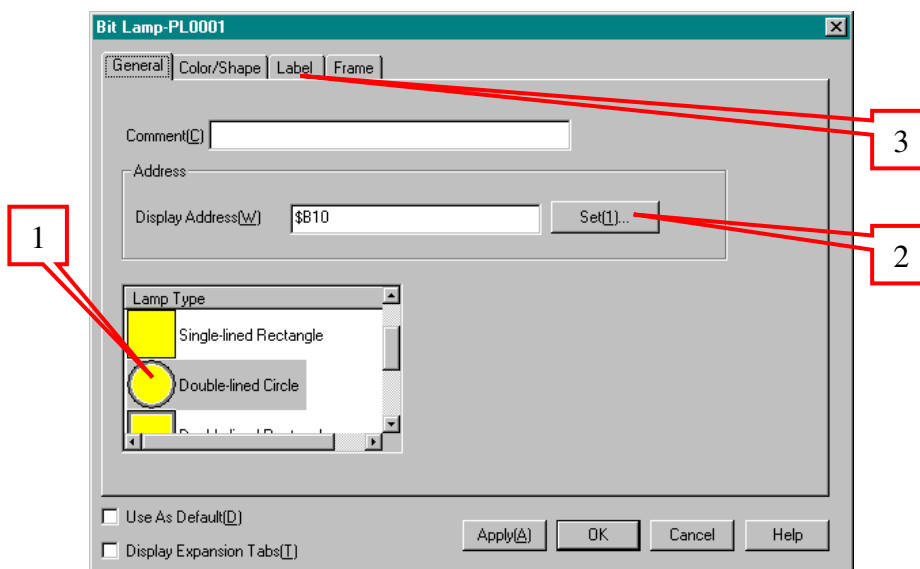 Bit Lamp-PL0001
General Color/Shape Label Frame
Comment(C)
3
Address
Display Address(W) $B10 Set(1)...
1
2
Lamp Type
Single-lined Rectangle
Double-lined Circle
Use As Default(D)
Apply(A) OK Cancel Help
Display Expansion Tabs(T)